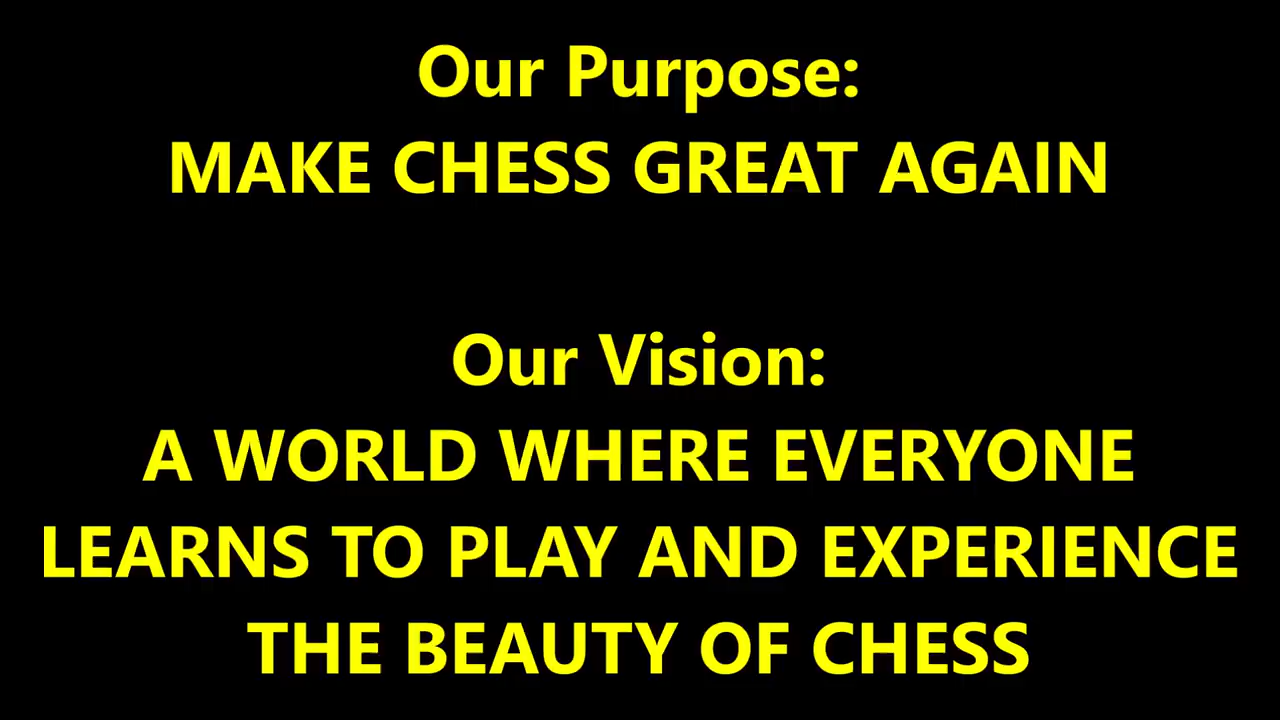 Our Purpose:
MAKE CHESS GREAT AGAIN
Our Vision:
A WORLD WHERE EVERYONE
LEARNS TO PLAY AND EXPERIENCE
THE BEAUTY OF CHESS